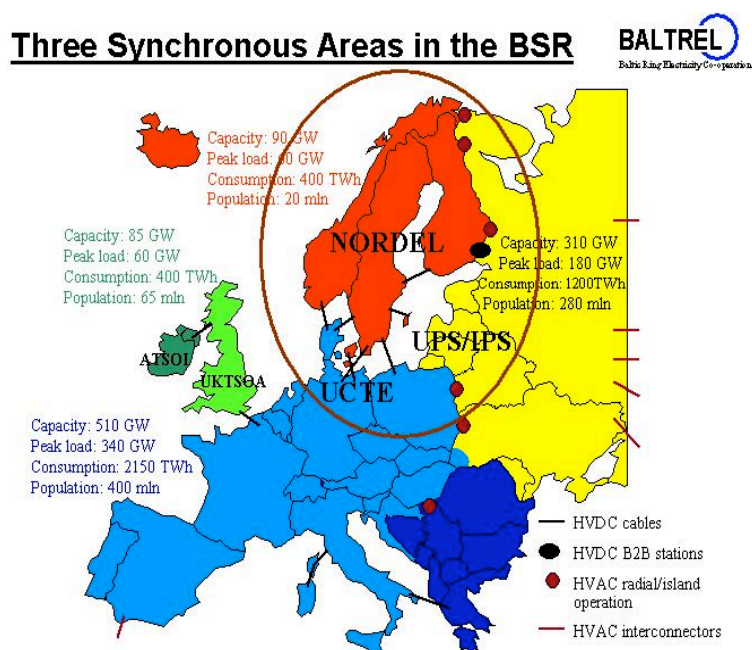 Three Synchronous Areas in the BSR
BALTREL
Baltic Ring Electricity Co-operation
Capacity: 90 GW
Peak load: 60 GW
Consumption: 400 TWh
Population: 20 mln
Capacity: 85 GW
Peak load: 60 GW
Consumption: 400 TWh
Population: 65 mln
NORDEL
Capacity: 310 GW
Peak load: 180 GW
Consumption: 1200TWh
Population: 280 mln
UPS/IPS
ATSOI
UKTSOA
UCTE
Capacity: 510 GW
Peak load: 340 GW
Consumption: 2150 TWh
Population: 400 mln
HVDC cables
HVDC B2B stations
HVAC radial/island
operation
HVAC interconnectors